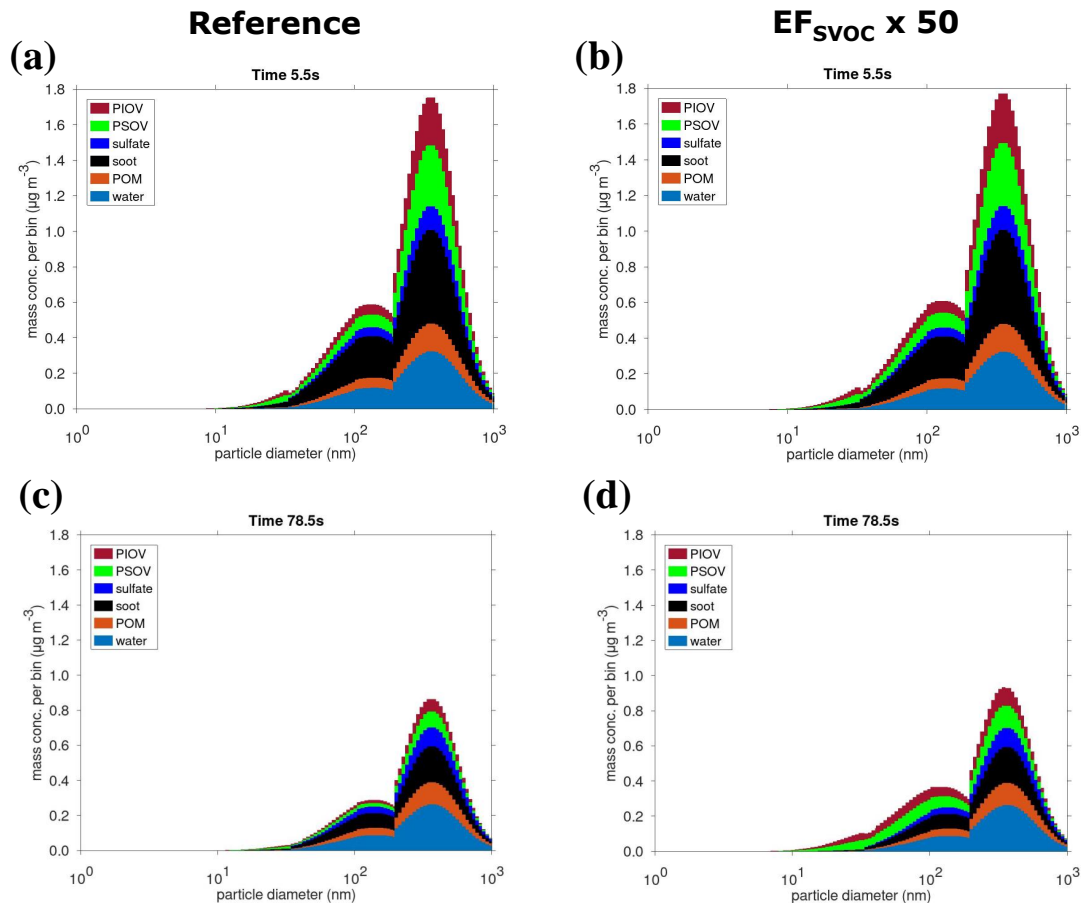 Reference
EF_SVOC x 50
(a)
Time 5.5s
1.8
1.6
1.4
1.2
1.0
0.8
0.6
0.4
0.2
0.0
mass conc. per bin (µg m⁻³)
PIOV
PSOV
sulfate
soot
POM
water
10⁰
10¹
10²
10³
particle diameter (nm)
(b)
Time 5.5s
1.8
1.6
1.4
1.2
1.0
0.8
0.6
0.4
0.2
0.0
mass conc. per bin (µg m⁻³)
PIOV
PSOV
sulfate
soot
POM
water
10⁰
10¹
10²
10³
particle diameter (nm)
(c)
Time 78.5s
1.8
1.6
1.4
1.2
1.0
0.8
0.6
0.4
0.2
0.0
mass conc. per bin (µg m⁻³)
PIOV
PSOV
sulfate
soot
POM
water
10⁰
10¹
10²
10³
particle diameter (nm)
(d)
Time 78.5s
1.8
1.6
1.4
1.2
1.0
0.8
0.6
0.4
0.2
0.0
mass conc. per bin (µg m⁻³)
PIOV
PSOV
sulfate
soot
POM
water
10⁰
10¹
10²
10³
particle diameter (nm)